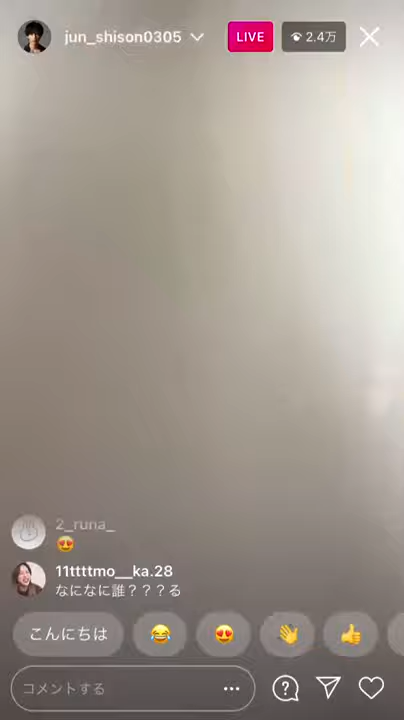 jun_shison0305
LIVE
2.4万
2_runa_
😍
11ttttmo__ka.28
なになに誰？？？る
こんにちは 😂 😍 👋 👍
コメントする